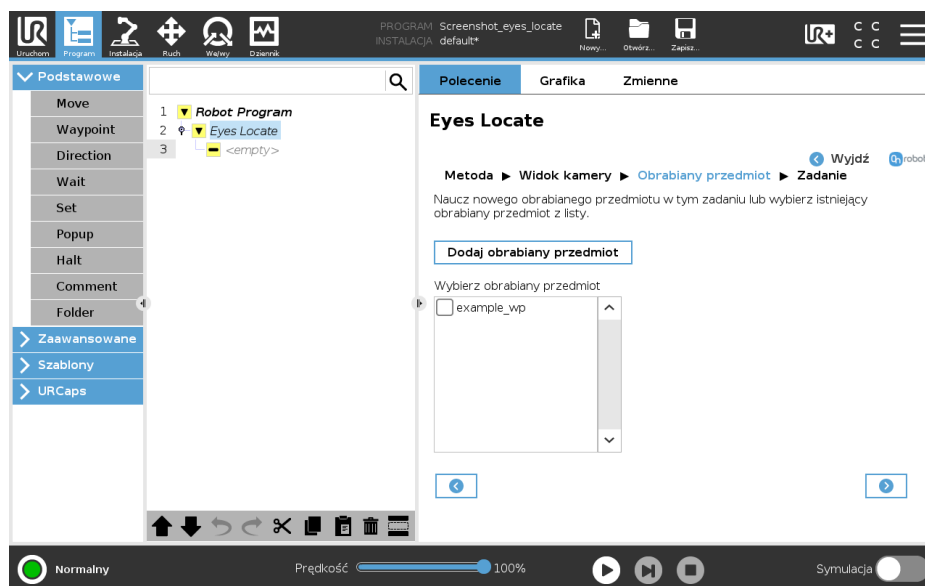 PROGRAM Screenshot_eyes_locate
INSTALACJA default*
Uruchom Program Instalacja Ruch We/wy Dziennik Nowy... Otwórz... Zapisz...
UR+
C C
C C
Podstawowe
Move
Waypoint
Direction
Wait
Set
Popup
Halt
Comment
Folder
Zaawansowane
Szablony
URCaps
1 Robot Program
2 Eyes Locate
3 <empty>
Polecenie Grafika Zmienne
Eyes Locate
Wyjdź On robot
Metoda ▶ Widok kamery ▶ Obrabiany przedmiot ▶ Zadanie
Naucz nowego obrabianego przedmiotu w tym zadaniu lub wybierz istniejący
obrabiany przedmiot z listy.
Dodaj obrabiany przedmiot
Wybierz obrabiany przedmiot
example_wp
Normalny Prędkość 100% Symulacja